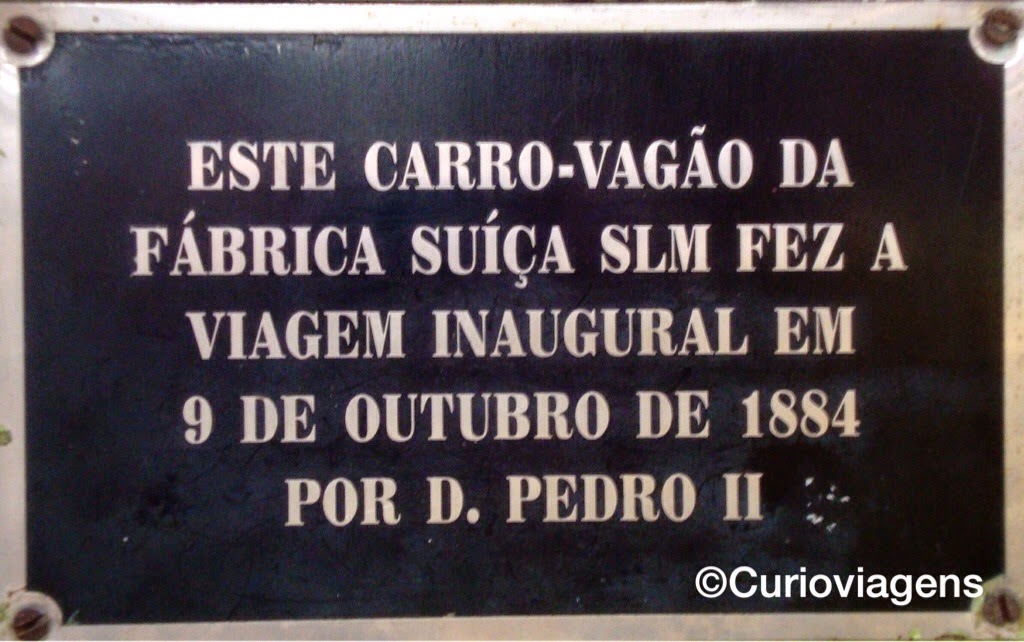 ESTE CARRO-VAGÃO DA
FÁBRICA SUÍÇA SLM FEZ A
VIAGEM INAUGURAL EM
9 DE OUTUBRO DE 1884
POR D. PEDRO II
©Curioviagens